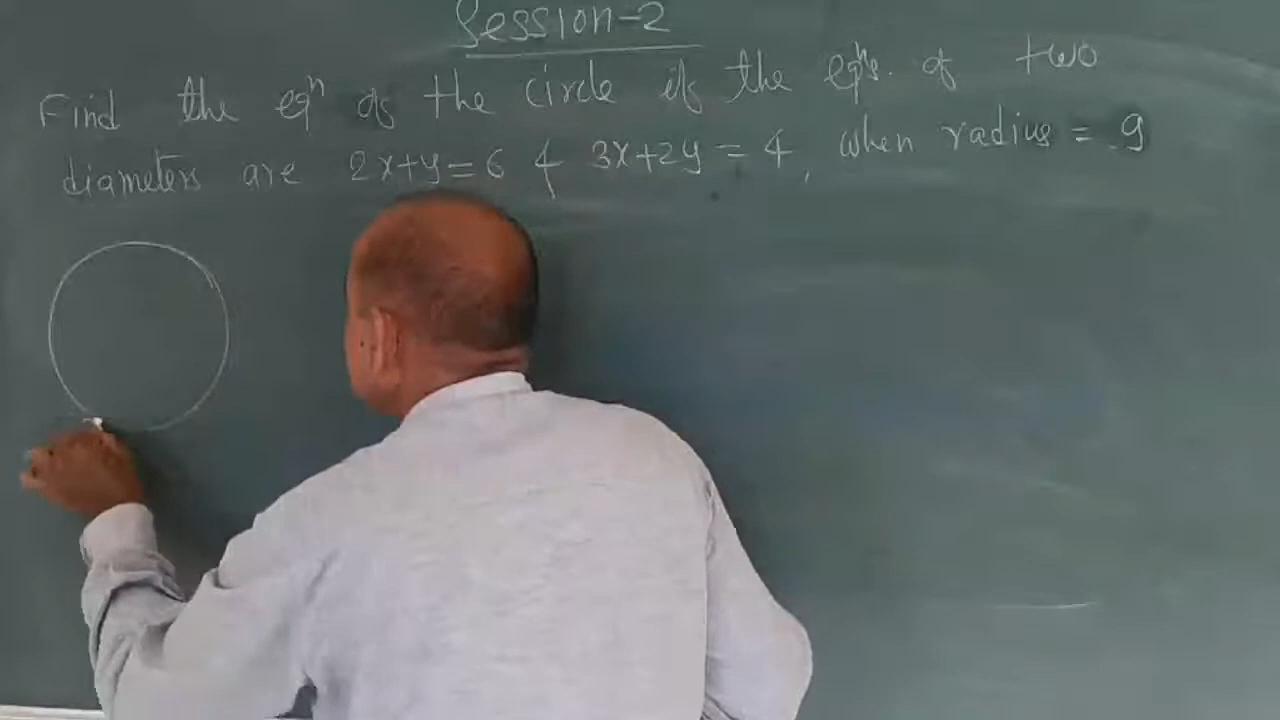 Session-2
Find the eqⁿ of the circle if the eqⁿs. of two
diameters are 2x+y=6 & 3x+2y=4, when radius = 9